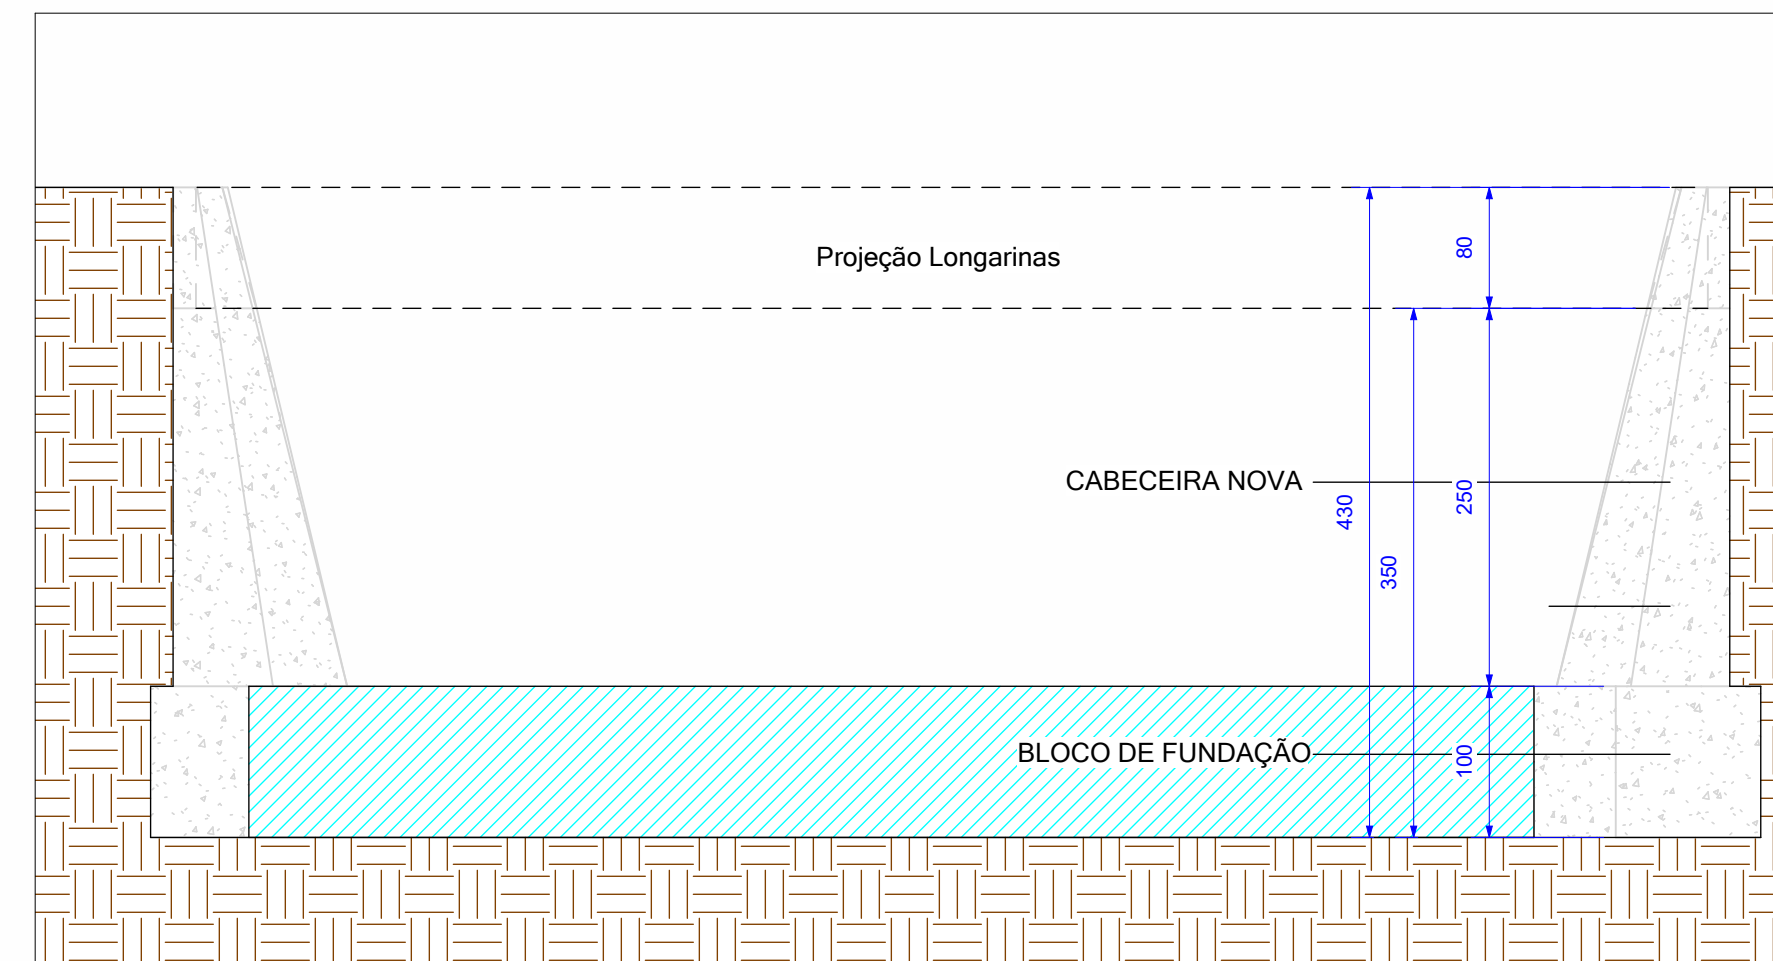 80
Projeção Longarinas
CABECEIRA NOVA
250
430
350
BLOCO DE FUNDAÇÃO
100